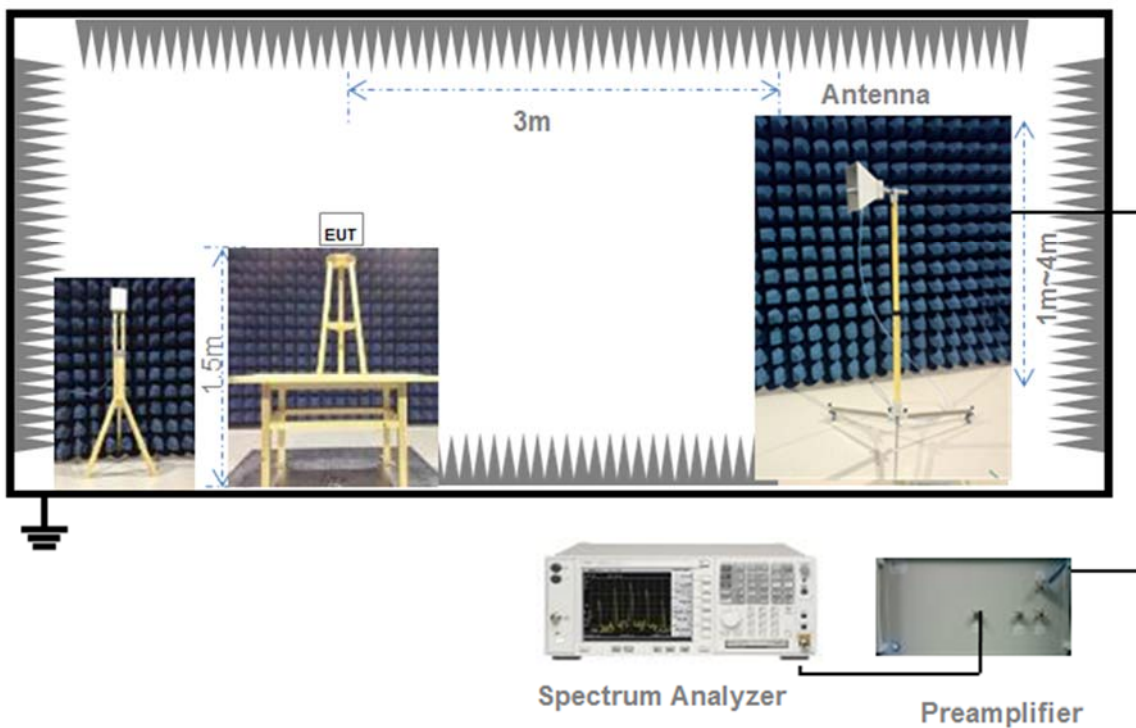 Antenna
3m
EUT
1.5m
1m~4m
Spectrum Analyzer
Preamplifier